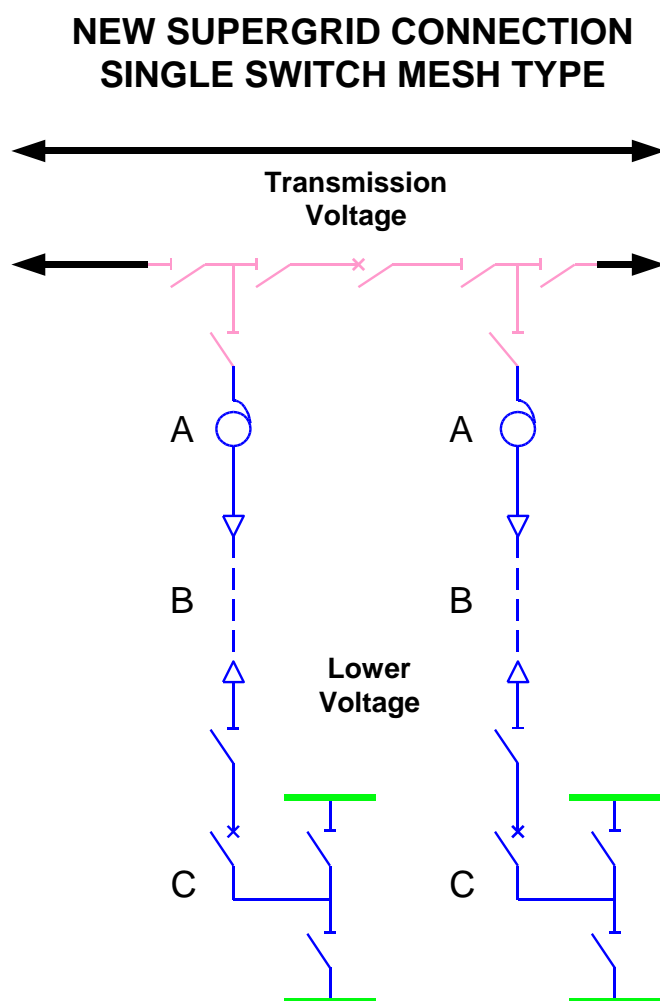 NEW SUPERGRID CONNECTION
SINGLE SWITCH MESH TYPE
Transmission
Voltage
A
A
B
B
Lower
Voltage
C
C